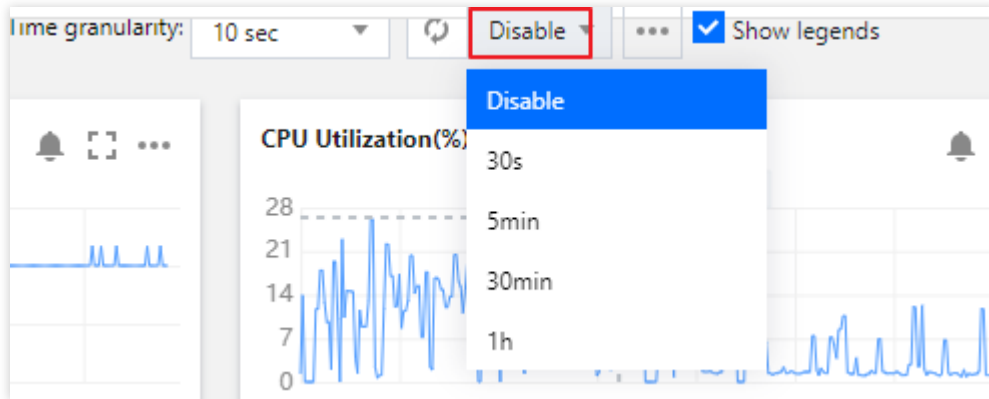 Time granularity: 10 sec Disable Show legends
Disable
CPU Utilization(%)
30s
28
5min
21
30min
14
7
1h
0